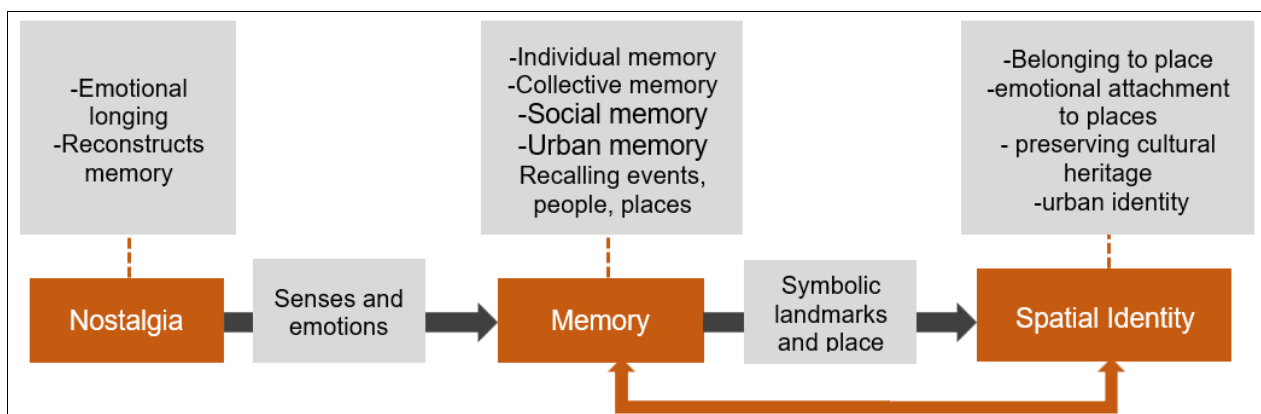 -Emotional
longing
-Reconstructs
memory
-Individual memory
-Collective memory
-Social memory
-Urban memory
Recalling events,
people, places
-Belonging to place
-emotional attachment
to places
- preserving cultural
heritage
-urban identity
Nostalgia
Senses and
emotions
Memory
Symbolic
landmarks
and place
Spatial Identity